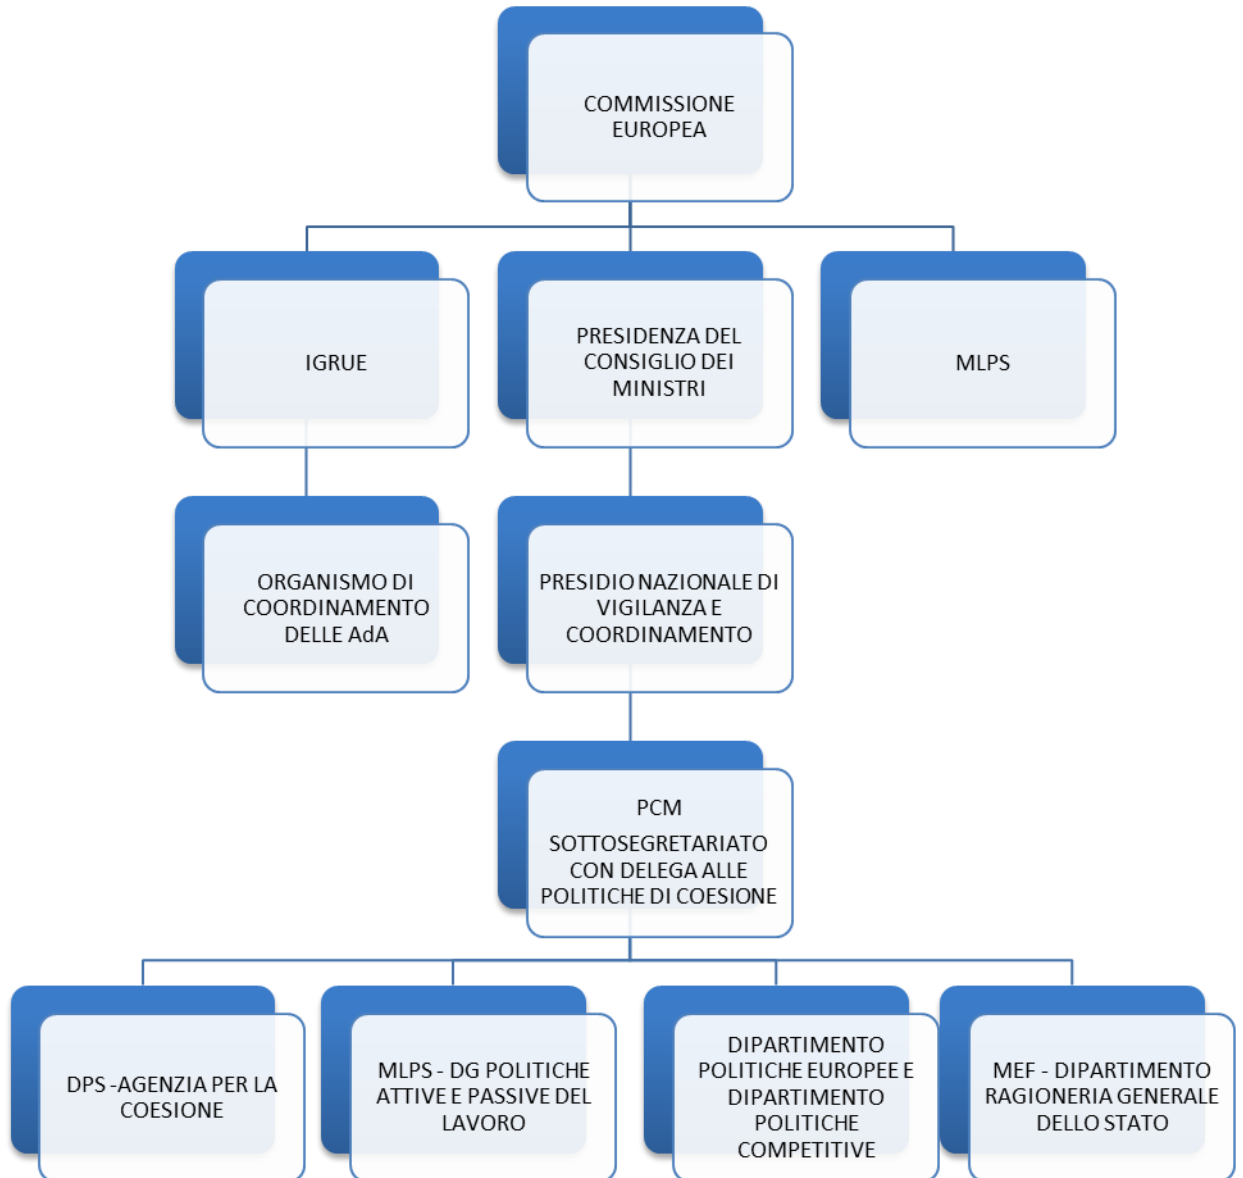 COMMISSIONE
EUROPEA
IGRUE
PRESIDENZA DEL
CONSIGLIO DEI
MINISTRI
MLPS
ORGANISMO DI
COORDINAMENTO
DELLE AdA
PRESIDIO NAZIONALE DI
VIGILANZA E
COORDINAMENTO
PCM
SOTTOSEGRETARIATO
CON DELEGA ALLE
POLITICHE DI COESIONE
DPS -AGENZIA PER LA
COESIONE
MLPS - DG POLITICHE
ATTIVE E PASSIVE DEL
LAVORO
DIPARTIMENTO
POLITICHE EUROPEE E
DIPARTIMENTO
POLITICHE
COMPETITIVE
MEF - DIPARTIMENTO
RAGIONERIA GENERALE
DELLO STATO